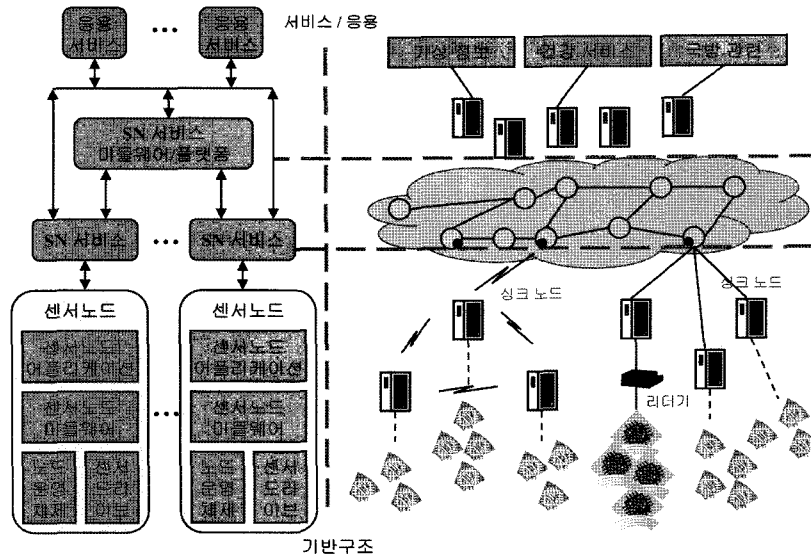 응용
서비스
...
응용
서비스
서비스 / 응용
기상 정보
건강 서비스
국방 관련
SN 서비스
미들웨어/플랫폼
SN 서비스
...
SN 서비스
싱크 노드
싱크 노드
리더기
센서노드
센서노드
어플리케이션
센서노드
미들웨어
노드
운영
체제
센서
드라
이브
...
센서노드
센서노드
어플리케이션
센서노드
미들웨어
노드
운영
체제
센서
드라
이브
기반구조